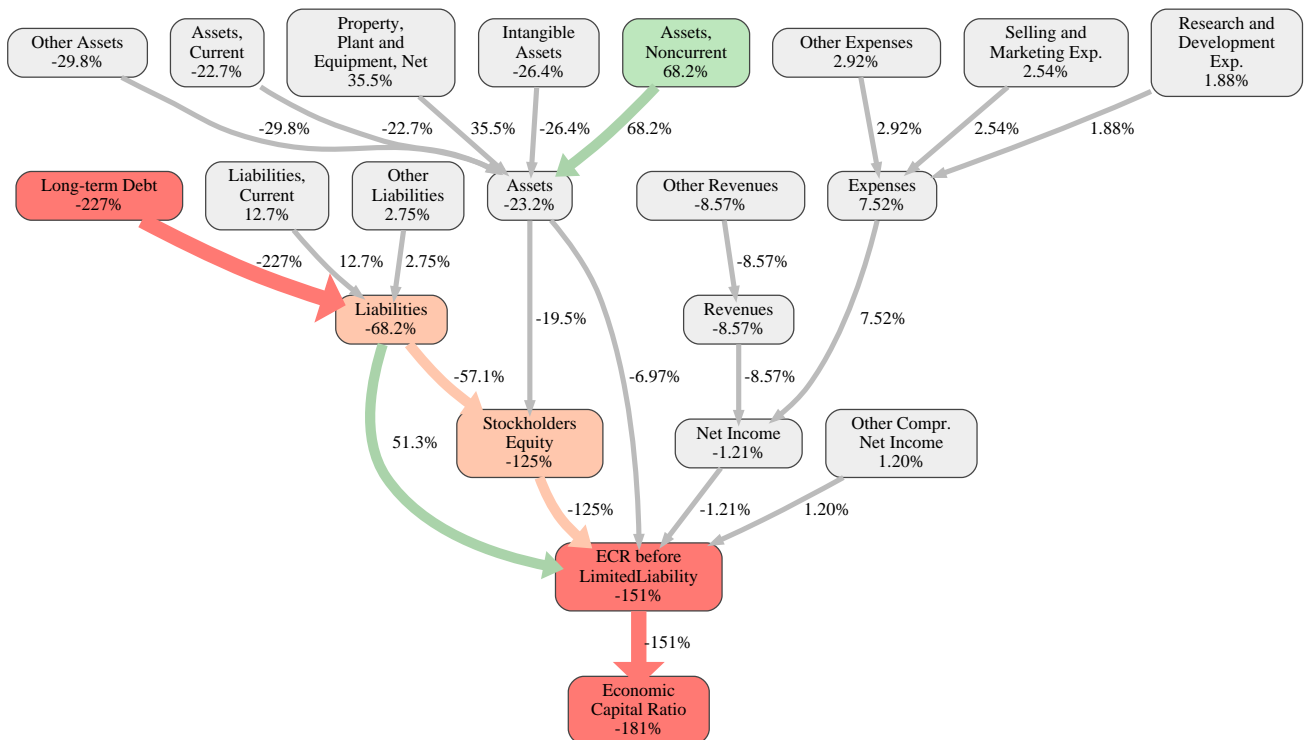 Other Assets
-29.8%
Assets,
Current
-22.7%
Property,
Plant and
Equipment, Net
35.5%
Intangible
Assets
-26.4%
Assets,
Noncurrent
68.2%
Other Expenses
2.92%
Selling and
Marketing Exp.
2.54%
Research and
Development
Exp.
1.88%
-29.8%
-22.7%
35.5%
-26.4%
68.2%
2.92%
2.54%
1.88%
Long-term Debt
-227%
Liabilities,
Current
12.7%
Other
Liabilities
2.75%
Assets
-23.2%
Other Revenues
-8.57%
Expenses
7.52%
-227%
12.7%
2.75%
-8.57%
Liabilities
-68.2%
-19.5%
Revenues
-8.57%
7.52%
-57.1%
-6.97%
-8.57%
51.3%
Stockholders
Equity
-125%
Net Income
-1.21%
Other Compr.
Net Income
1.20%
-125%
-1.21%
1.20%
ECR before
LimitedLiability
-151%
-151%
Economic
Capital Ratio
-181%